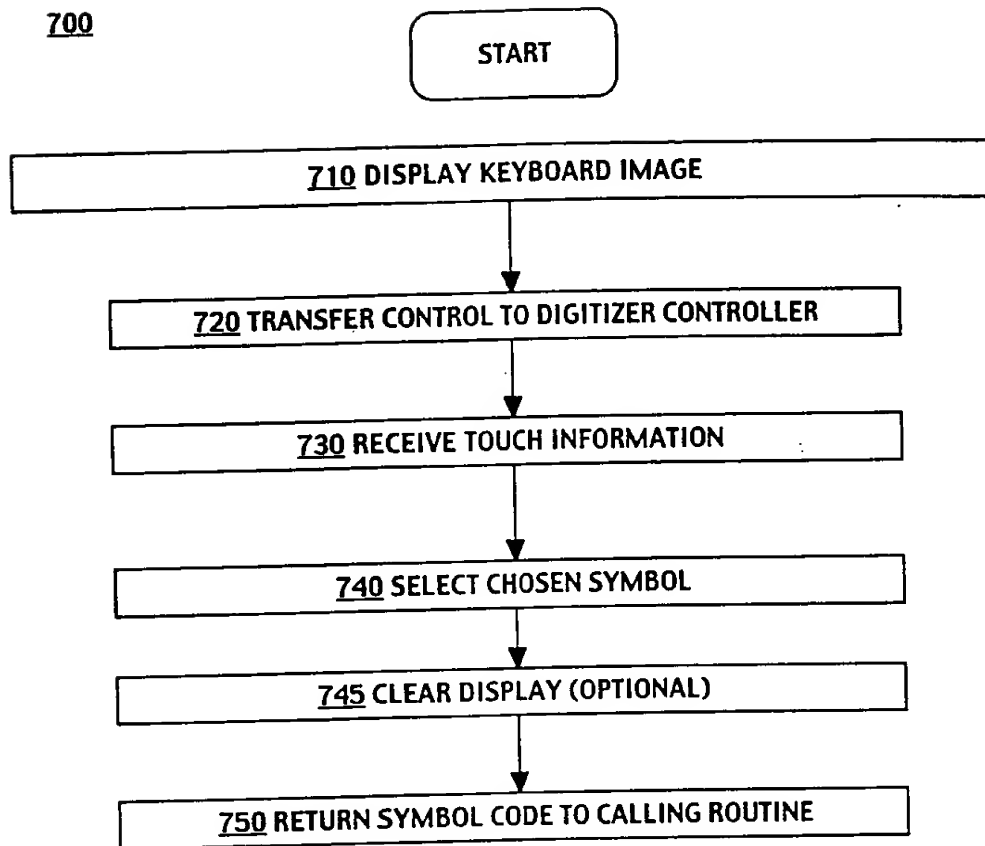 700
START
710 DISPLAY KEYBOARD IMAGE
720 TRANSFER CONTROL TO DIGITIZER CONTROLLER
730 RECEIVE TOUCH INFORMATION
740 SELECT CHOSEN SYMBOL
745 CLEAR DISPLAY (OPTIONAL)
750 RETURN SYMBOL CODE TO CALLING ROUTINE